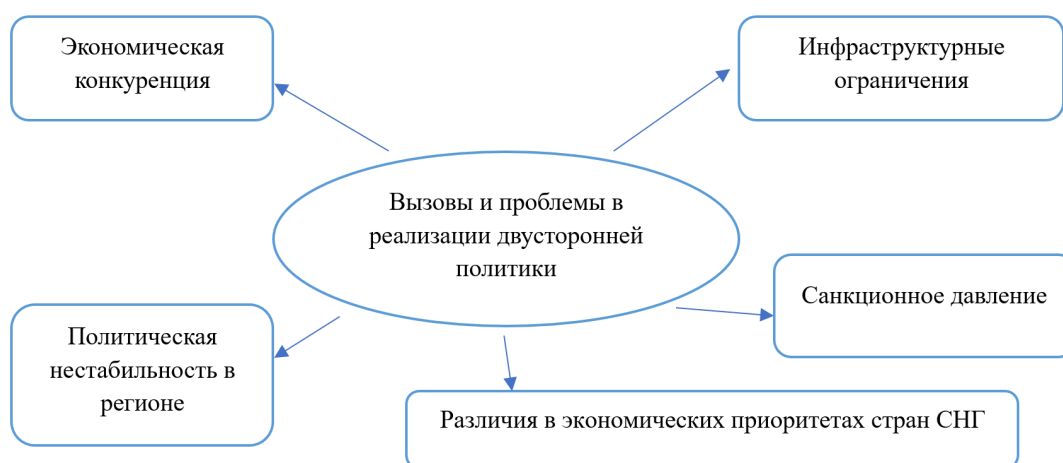 Экономическая
конкуренция
Инфраструктурные
ограничения
Вызовы и проблемы в
реализации двусторонней
политики
Санкционное давление
Политическая
нестабильность в
регионе
Различия в экономических приоритетах стран СНГ